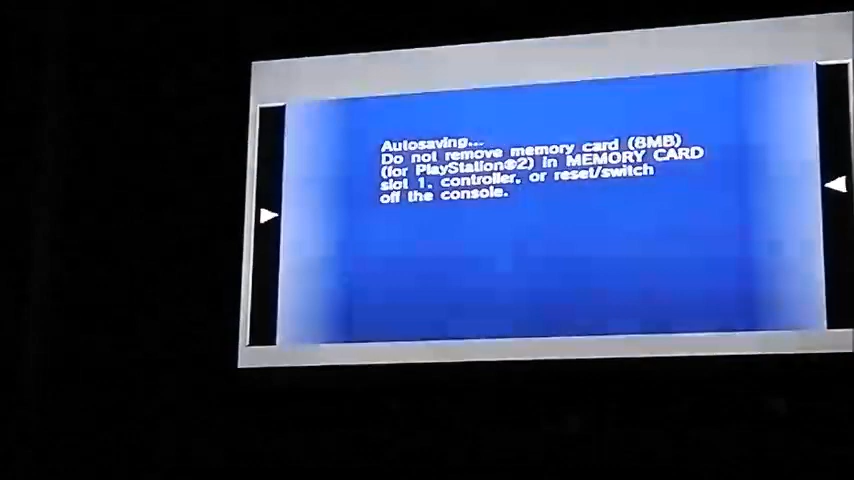 Autosaving...
Do not remove memory card (8MB)
(for PlayStation®2) in MEMORY CARD
slot 1, controller, or reset/switch
off the console.